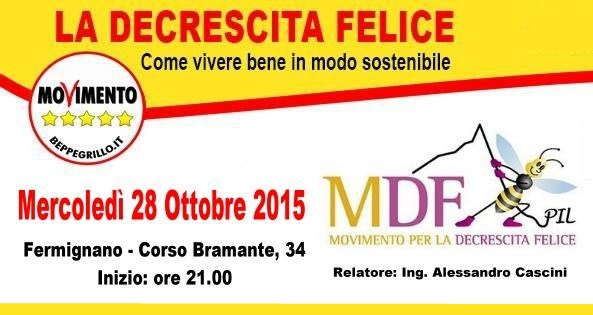 LA DECRESCITA FELICE
Come vivere bene in modo sostenibile
MOVIMENTO
BEPPEGRILLO.IT
Mercoledì 28 Ottobre 2015
Fermignano - Corso Bramante, 34
Inizio: ore 21.00
MDF
PIL
MOVIMENTO PER LA DECRESCITA FELICE
Relatore: Ing. Alessandro Cascini